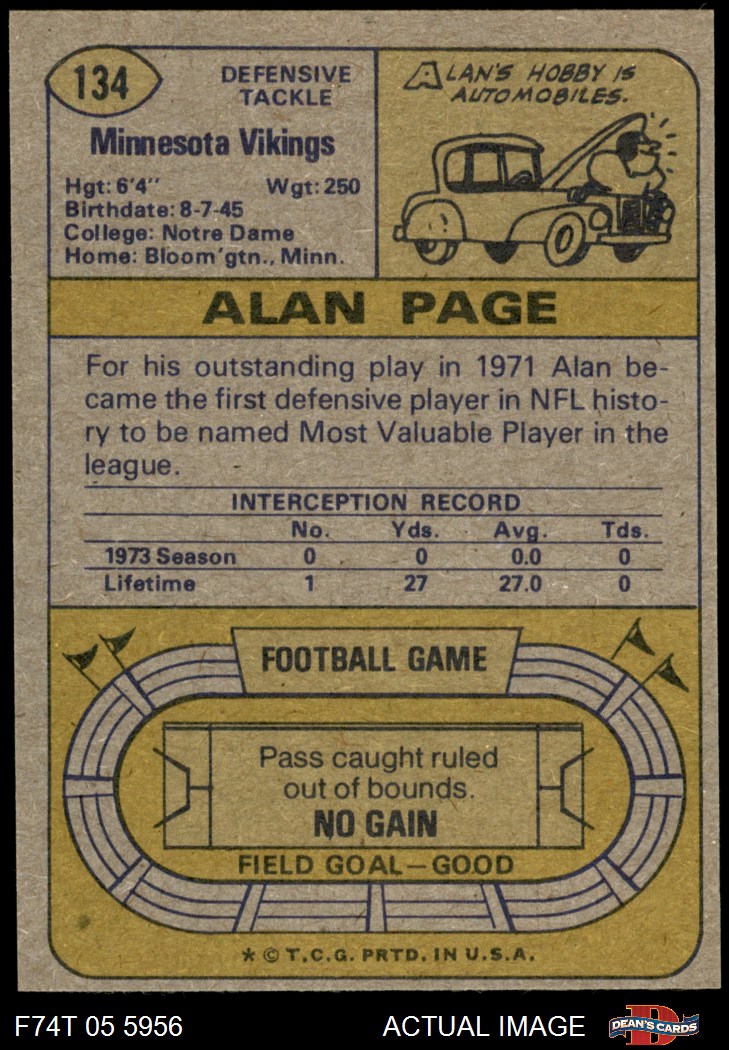 134
DEFENSIVE
TACKLE
Minnesota Vikings
Hgt: 6'4" Wgt: 250
Birthdate: 8-7-45
College: Notre Dame
Home: Bloom'gtn., Minn.
ALAN'S HOBBY IS
AUTOMOBILES.
ALAN PAGE
For his outstanding play in 1971 Alan be-
came the first defensive player in NFL histo-
ry to be named Most Valuable Player in the
league.
INTERCEPTION RECORD
No. Yds. Avg. Tds.
1973 Season 0 0 0.0 0
Lifetime 1 27 27.0 0
FOOTBALL GAME
Pass caught ruled
out of bounds.
NO GAIN
FIELD GOAL—GOOD
* © T.C.G. PRTD. IN U.S.A.
F74T 05 5956 ACTUAL IMAGE DEAN'S CARDS